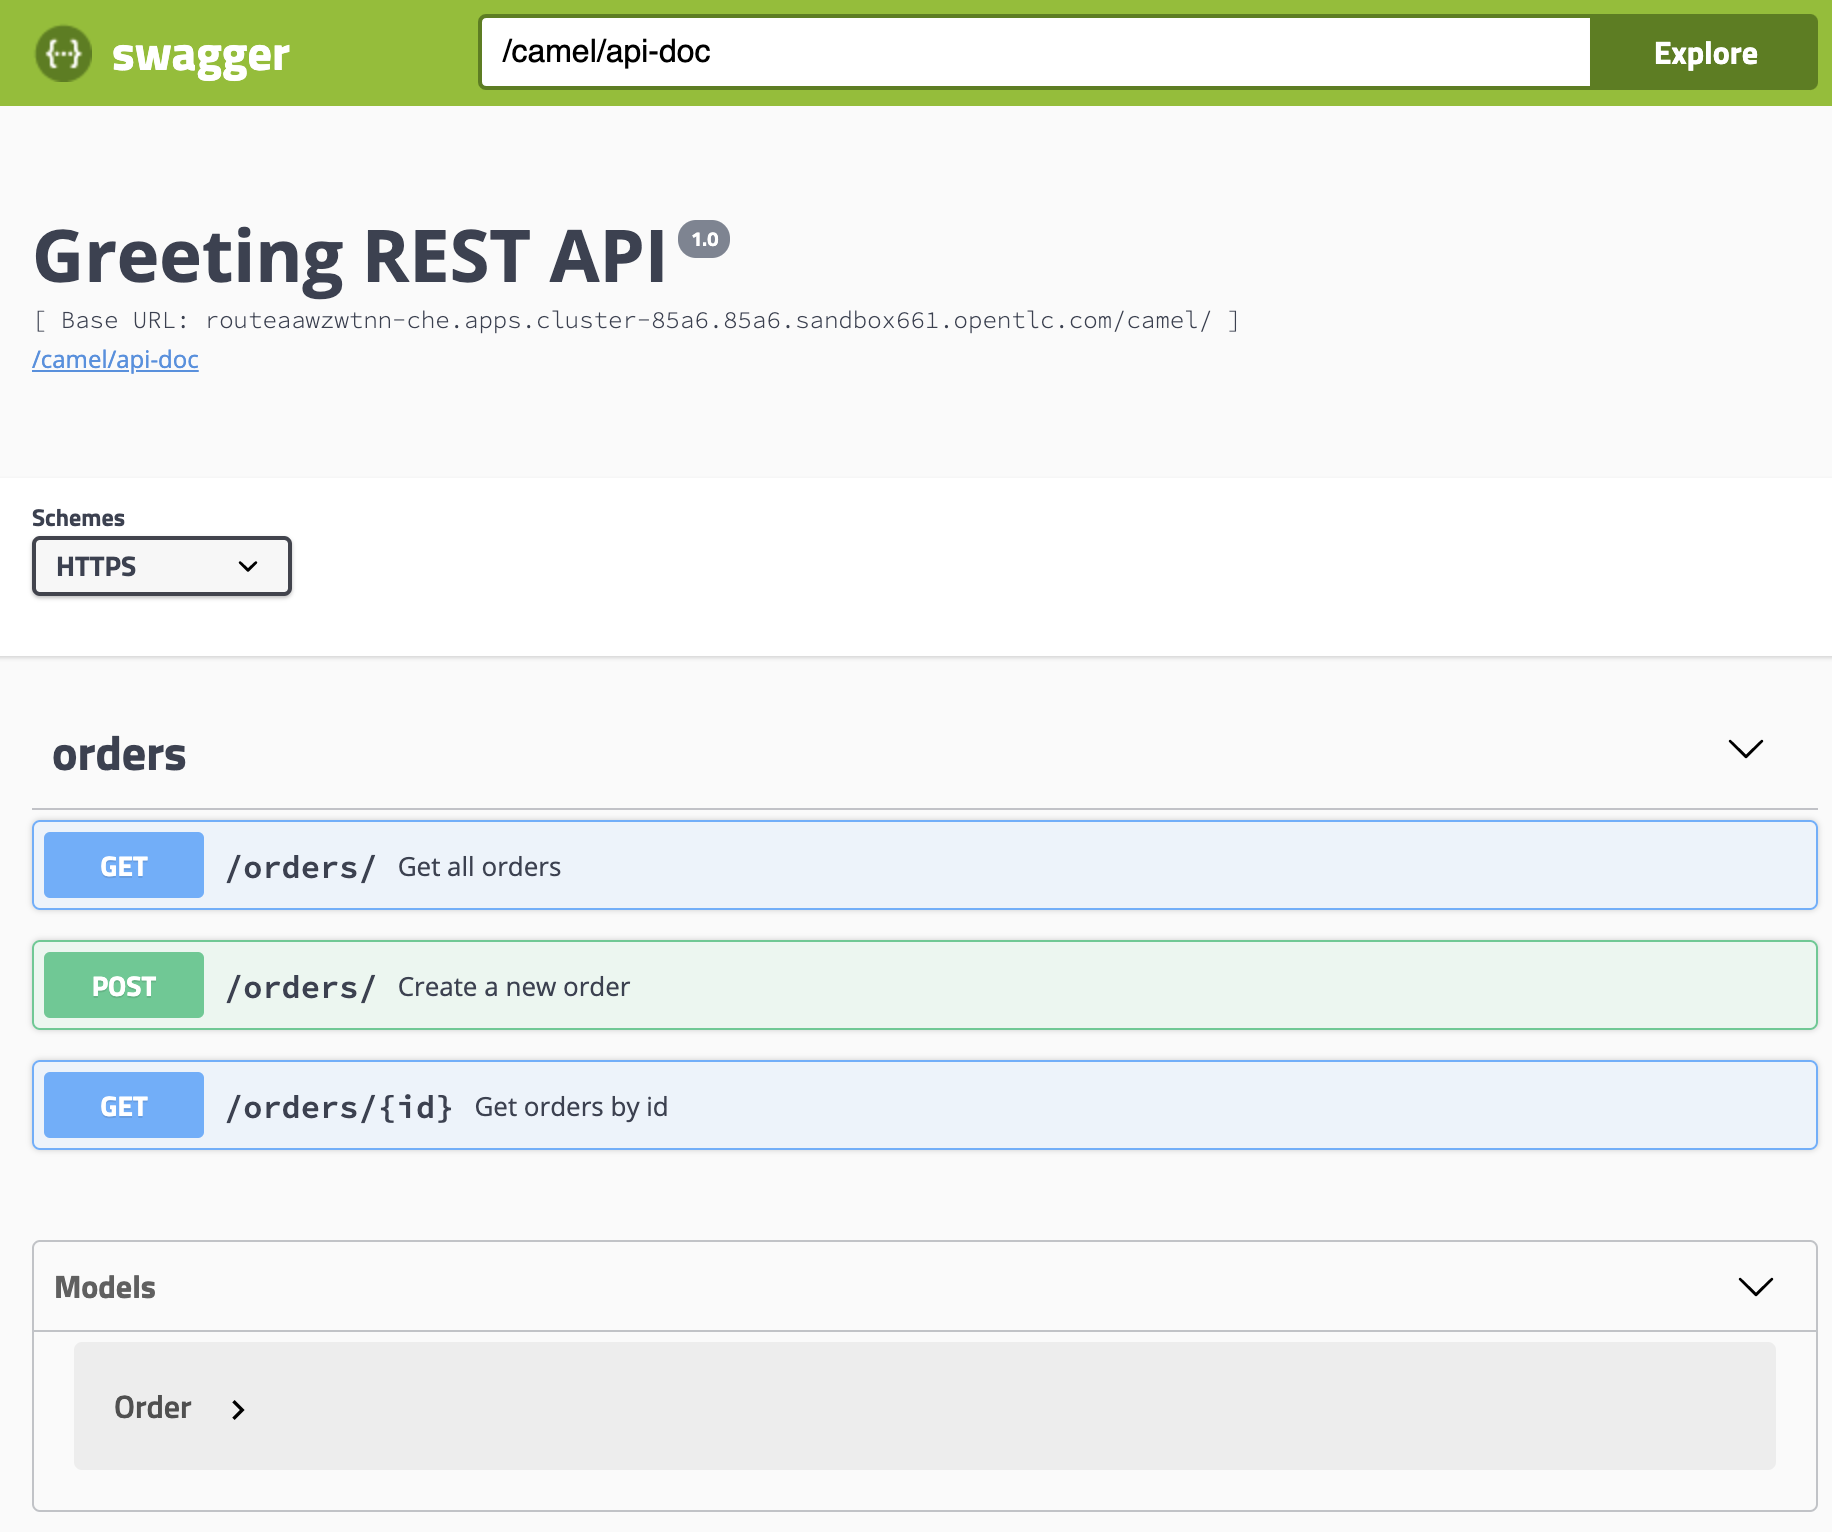 {···} swagger
/camel/api-doc
Explore
Greeting REST API 1.0
[ Base URL: routeaawzwtnn-che.apps.cluster-85a6.85a6.sandbox661.opentlc.com/camel/ ]
/camel/api-doc
Schemes
HTTPS
orders
GET /orders/ Get all orders
POST /orders/ Create a new order
GET /orders/{id} Get orders by id
Models
Order